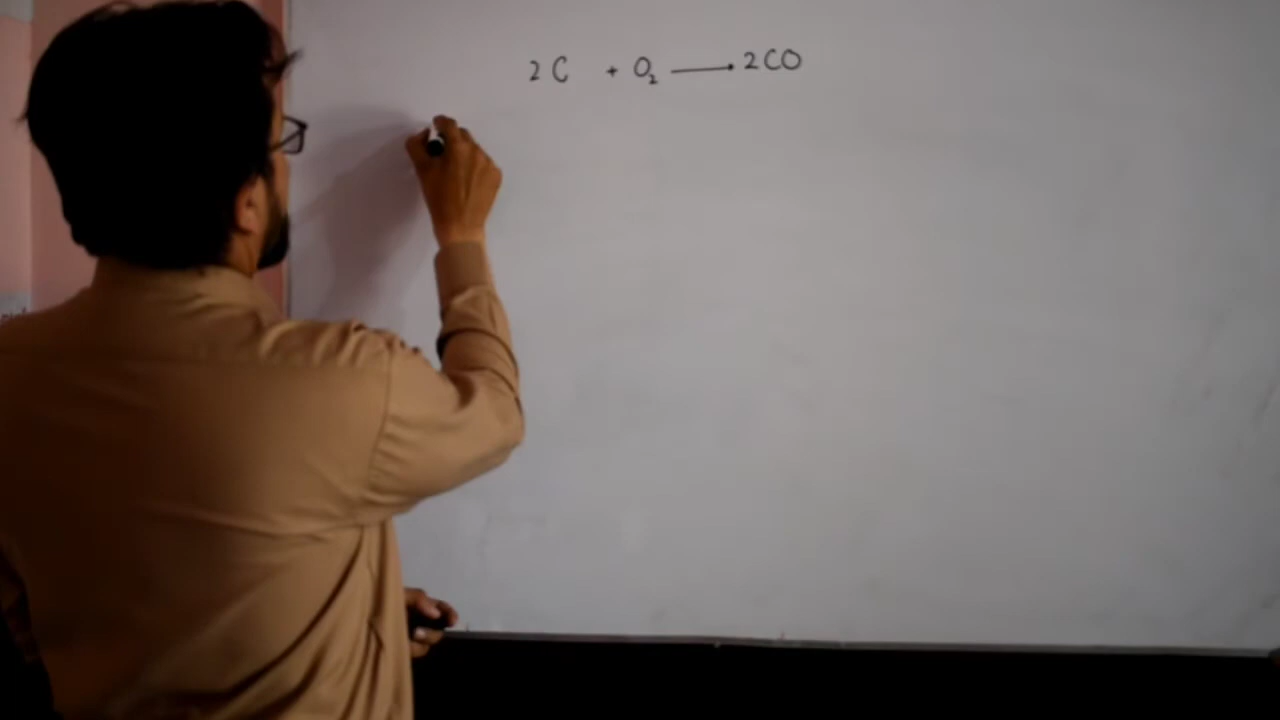 2C + O₂ ⟶ 2CO